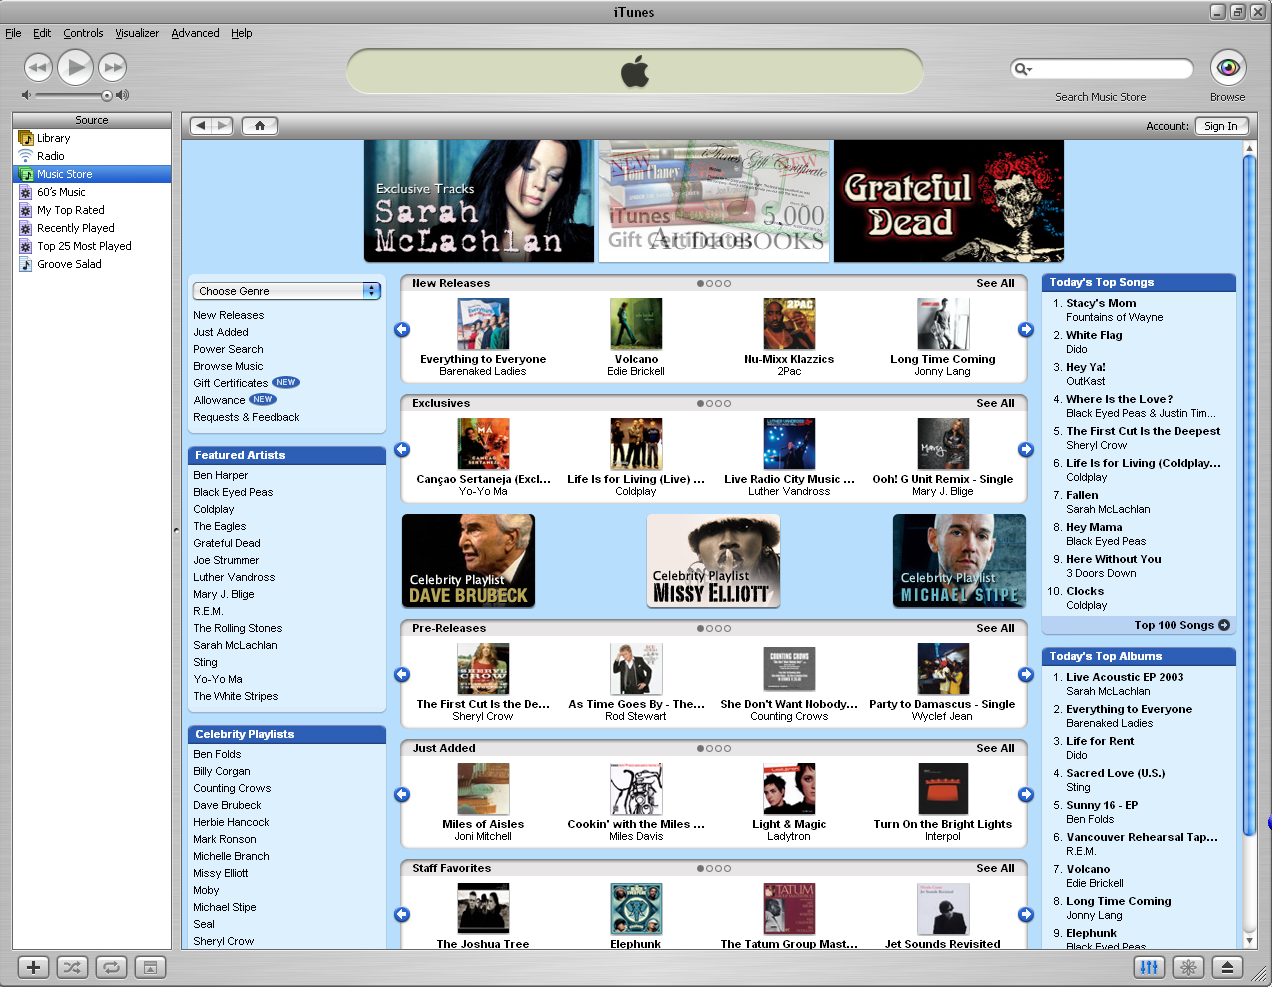 iTunes
File Edit Controls Visualizer Advanced Help
Search Music Store
Browse
Source
Library
Radio
Music Store
60's Music
My Top Rated
Recently Played
Top 25 Most Played
Groove Salad
Account: Sign In
Exclusive Tracks
Sarah
McLachlan
NEW
Tom Clancy
iTunes Gift Certificate
NEW
iTunes
Gift Certificates
5,000
AUDIOBOOKS
Grateful
Dead
Choose Genre
New Releases
Just Added
Power Search
Browse Music
Gift Certificates NEW
Allowance NEW
Requests & Feedback
Featured Artists
Ben Harper
Black Eyed Peas
Coldplay
The Eagles
Grateful Dead
Joe Strummer
Luther Vandross
Mary J. Blige
R.E.M.
The Rolling Stones
Sarah McLachlan
Sting
Yo-Yo Ma
The White Stripes
Celebrity Playlists
Ben Folds
Billy Corgan
Counting Crows
Dave Brubeck
Herbie Hancock
Mark Ronson
Michelle Branch
Missy Elliott
Moby
Michael Stipe
Seal
Sheryl Crow
New Releases See All
2PAC
Everything to Everyone Volcano Nu-Mixx Klazzics Long Time Coming
Barenaked Ladies Edie Brickell 2Pac Jonny Lang
Exclusives See All
Cançao Sertaneja (Excl... Life Is for Living (Live) ... Live Radio City Music ... Ooh! G Unit Remix - Single
Yo-Yo Ma Coldplay Luther Vandross Mary J. Blige
Celebrity Playlist
DAVE BRUBECK
Celebrity Playlist
MISSY ELLIOTT
Celebrity Playlist
MICHAEL STIPE
Pre-Releases See All
SHERYL CROW
COUNTING CROWS
The First Cut Is the De... As Time Goes By - The... She Don't Want Nobody... Party to Damascus - Single
Sheryl Crow Rod Stewart Counting Crows Wyclef Jean
Just Added See All
Miles of Aisles Cookin' with the Miles ... Light & Magic Turn On the Bright Lights
Joni Mitchell Miles Davis Ladytron Interpol
Staff Favorites See All
TATUM
The Joshua Tree Elephunk The Tatum Group Mast... Jet Sounds Revisited
Today's Top Songs
1. Stacy's Mom
Fountains of Wayne
2. White Flag
Dido
3. Hey Ya!
OutKast
4. Where Is the Love?
Black Eyed Peas & Justin Tim...
5. The First Cut Is the Deepest
Sheryl Crow
6. Life Is for Living (Coldplay...
Coldplay
7. Fallen
Sarah McLachlan
8. Hey Mama
Black Eyed Peas
9. Here Without You
3 Doors Down
10. Clocks
Coldplay
Top 100 Songs
Today's Top Albums
1. Live Acoustic EP 2003
Sarah McLachlan
2. Everything to Everyone
Barenaked Ladies
3. Life for Rent
Dido
4. Sacred Love (U.S.)
Sting
5. Sunny 16 - EP
Ben Folds
6. Vancouver Rehearsal Tap...
R.E.M.
7. Volcano
Edie Brickell
8. Long Time Coming
Jonny Lang
9. Elephunk
Black Eyed Peas